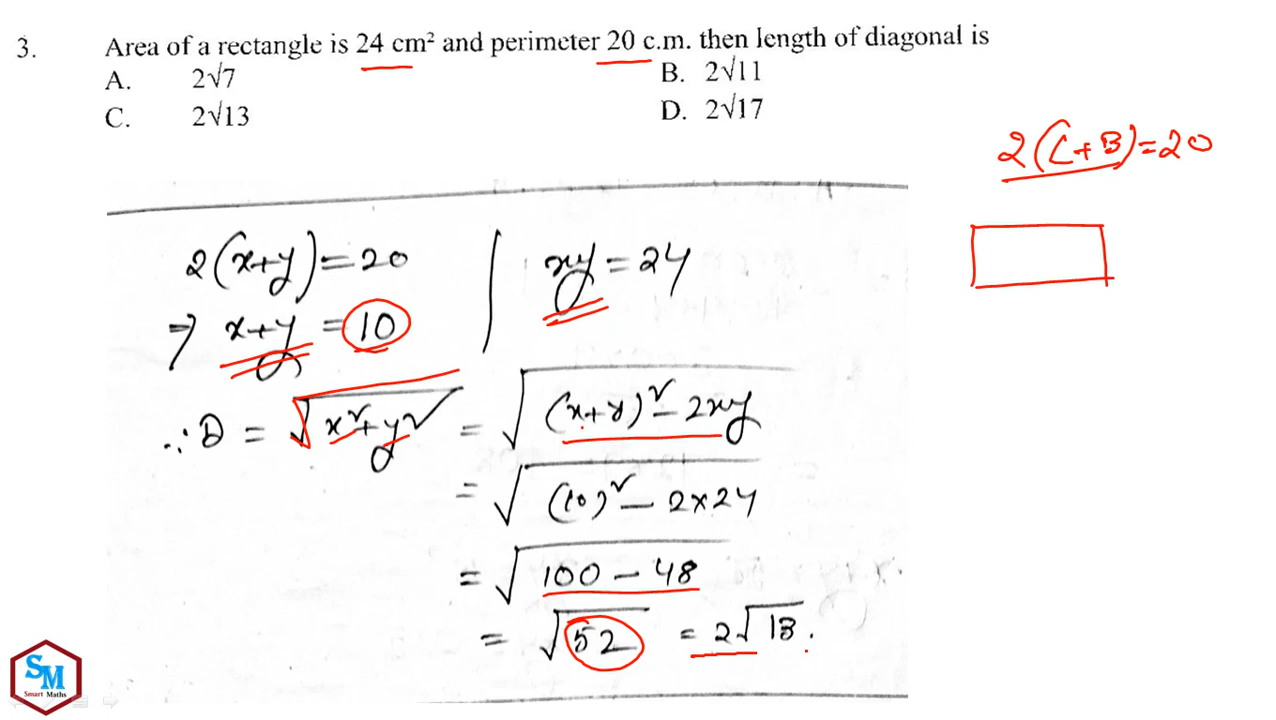 3. Area of a rectangle is 24 cm² and perimeter 20 c.m. then length of diagonal is
A. 2√7 B. 2√11
C. 2√13 D. 2√17
2(L+B)=20
2(x+y)=20 | xy=24
⇒ x+y=10
∴D = √x²+y² = √(x+y)²-2xy
= √(10)²-2×24
= √100-48
= √52 = 2√13.
SM
Smart Maths